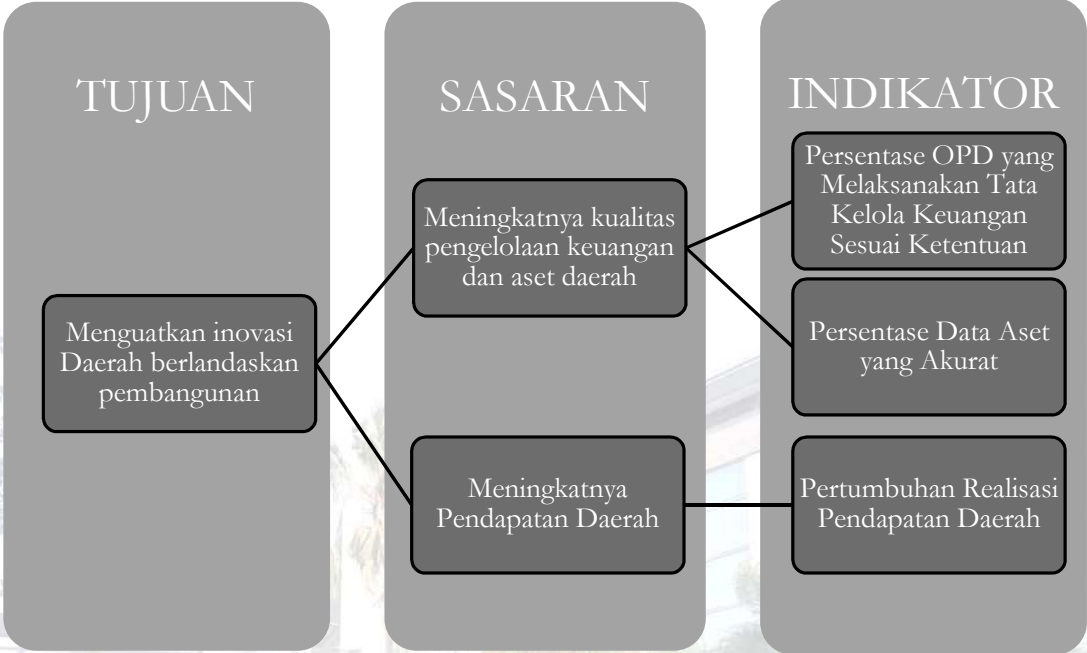 TUJUAN
SASARAN
INDIKATOR
Menguatkan inovasi
Daerah berlandaskan
pembangunan
Meningkatnya kualitas
pengelolaan keuangan
dan aset daerah
Meningkatnya
Pendapatan Daerah
Persentase OPD yang
Melaksanakan Tata
Kelola Keuangan
Sesuai Ketentuan
Persentase Data Aset
yang Akurat
Pertumbuhan Realisasi
Pendapatan Daerah